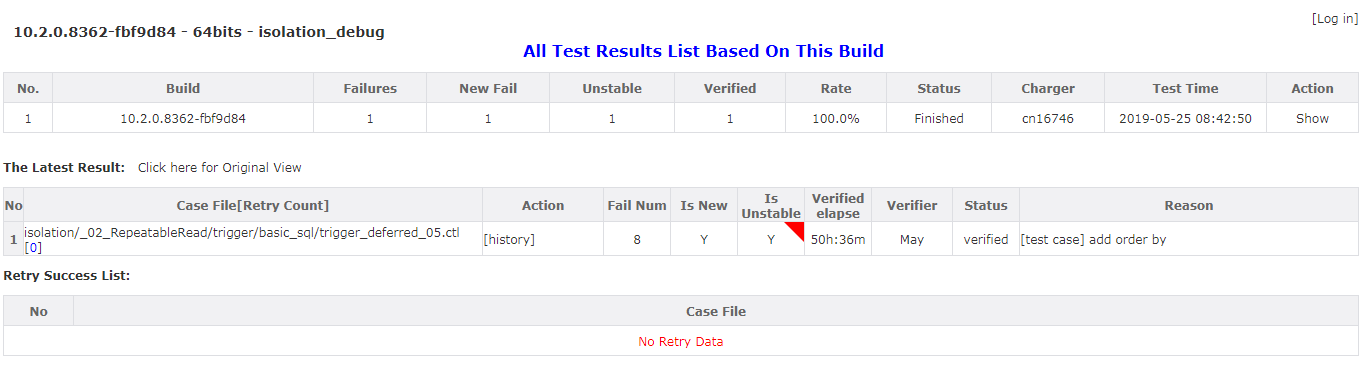 [Log in]
10.2.0.8362-fbf9d84 - 64bits - isolation_debug
All Test Results List Based On This Build
No. Build Failures New Fail Unstable Verified Rate Status Charger Test Time Action
1 10.2.0.8362-fbf9d84 1 1 1 1 100.0% Finished cn16746 2019-05-25 08:42:50 Show
The Latest Result: Click here for Original View
No Case File[Retry Count] Action Fail Num Is New Is Unstable Verified elapse Verifier Status Reason
1 isolation/_02_RepeatableRead/trigger/basic_sql/trigger_deferred_05.ctl [0] [history] 8 Y Y 50h:36m May verified [test case] add order by
Retry Success List:
No Case File
No Retry Data